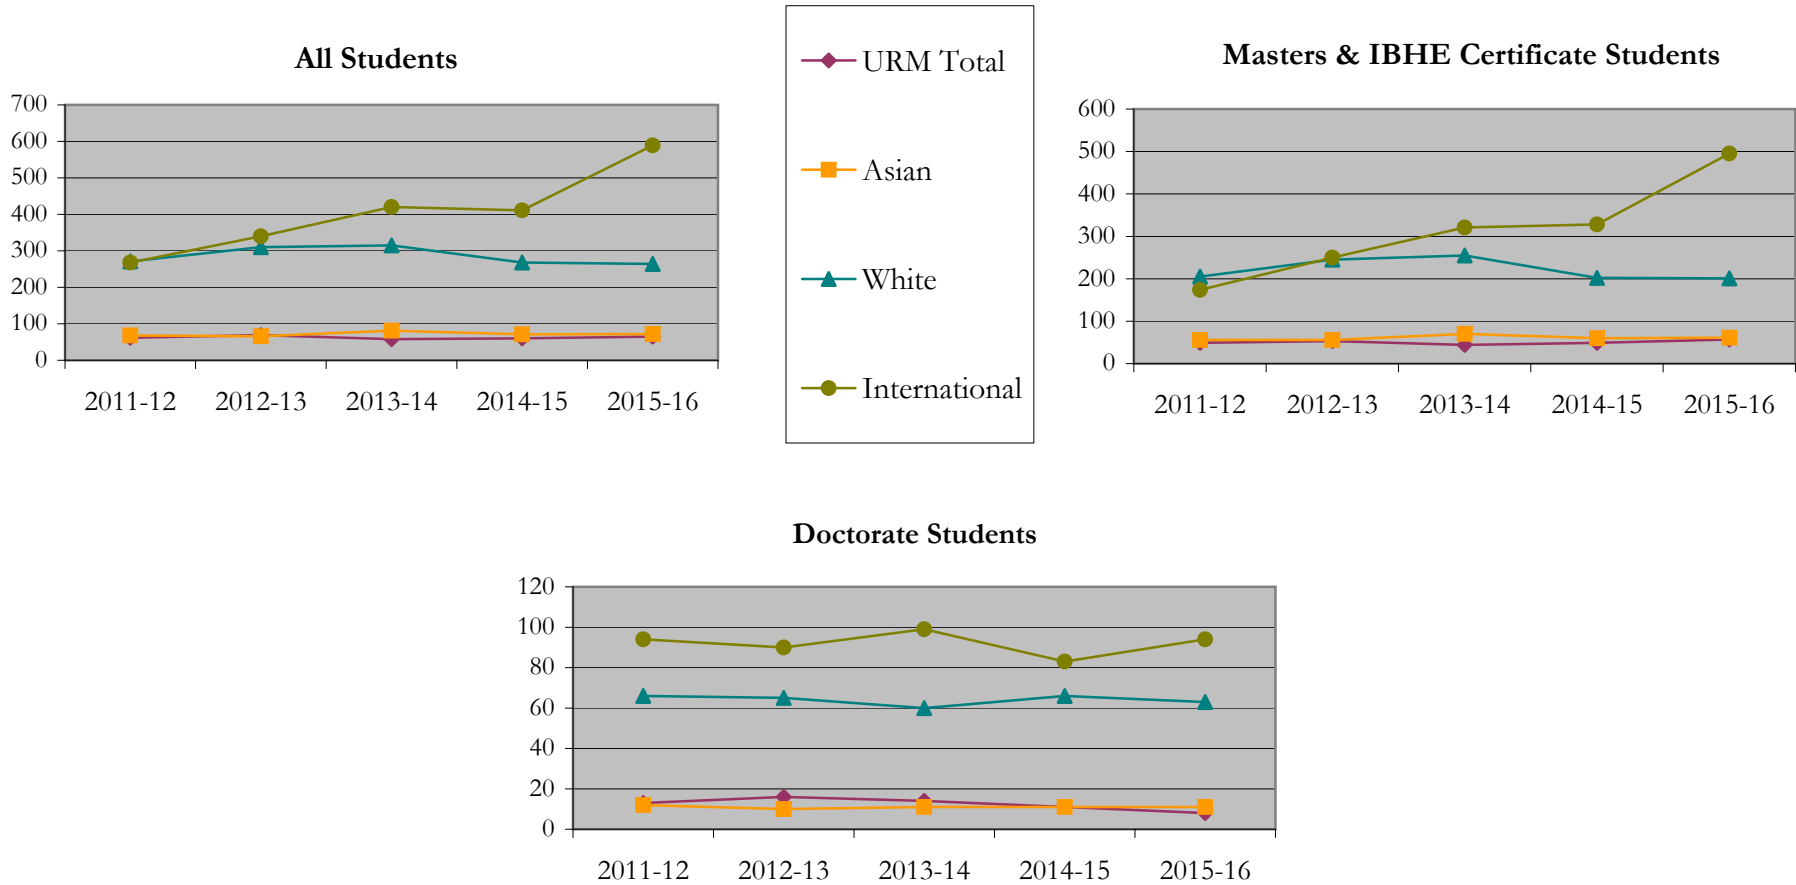 All Students
700
600
500
400
300
200
100
0
2011-12 2012-13 2013-14 2014-15 2015-16
URM Total
Asian
White
International
Masters & IBHE Certificate Students
600
500
400
300
200
100
0
2011-12 2012-13 2013-14 2014-15 2015-16
Doctorate Students
120
100
80
60
40
20
0
2011-12 2012-13 2013-14 2014-15 2015-16